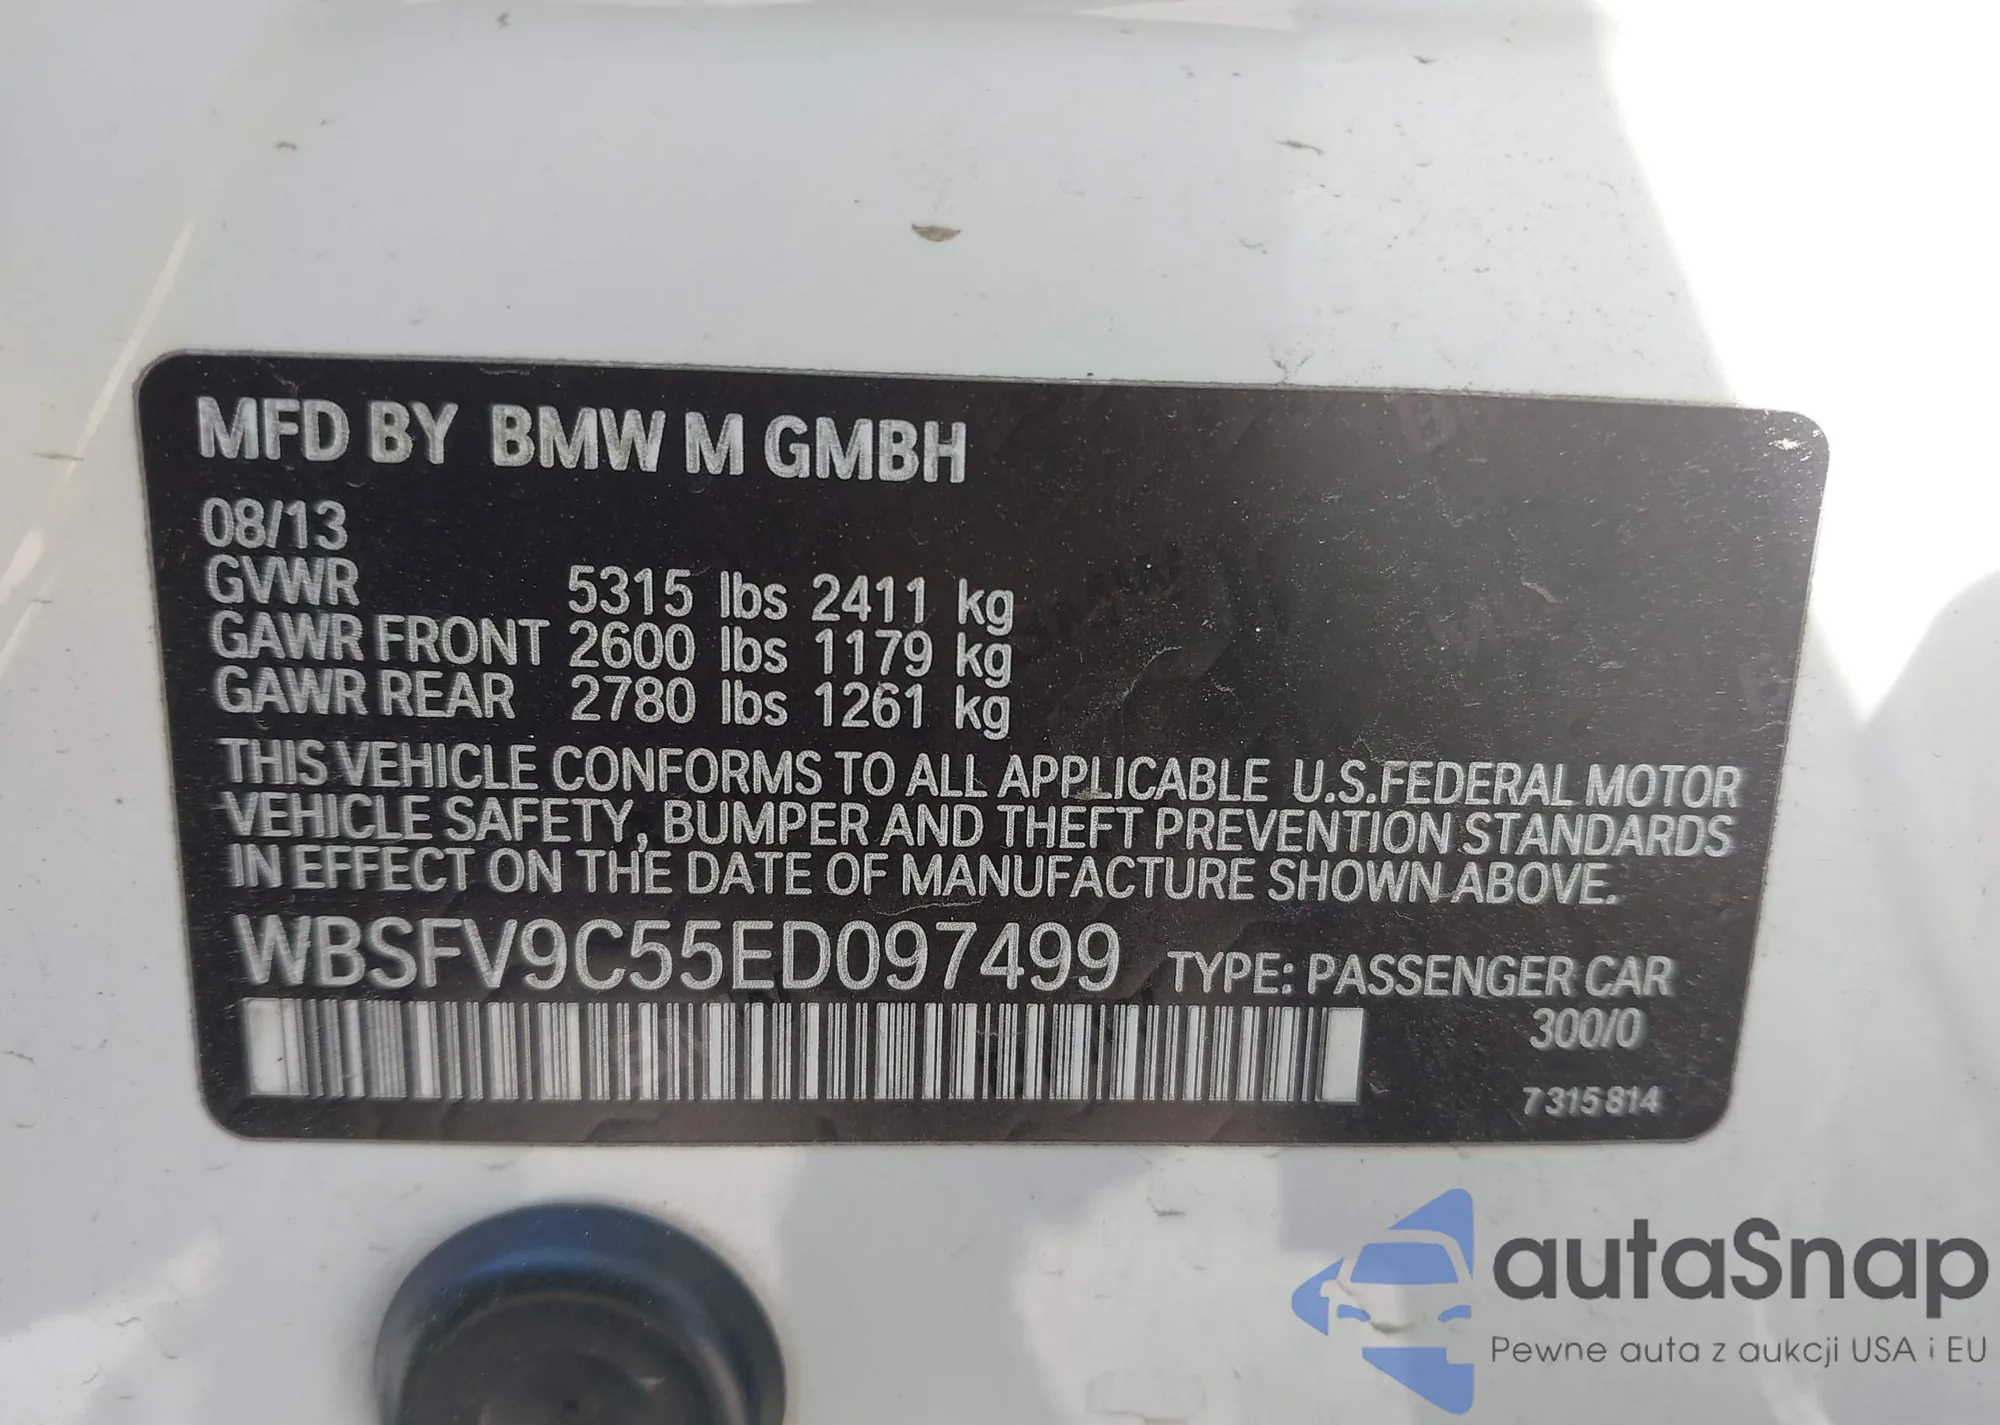 MFD BY BMW M GMBH
08/13
GVWR 5315 lbs 2411 kg
GAWR FRONT 2600 lbs 1179 kg
GAWR REAR 2780 lbs 1261 kg
THIS VEHICLE CONFORMS TO ALL APPLICABLE U.S.FEDERAL MOTOR
VEHICLE SAFETY, BUMPER AND THEFT PREVENTION STANDARDS
IN EFFECT ON THE DATE OF MANUFACTURE SHOWN ABOVE.
WBSFV9C55ED097499 TYPE: PASSENGER CAR
300/0
7315814
autaSnap
Pewne auta z aukcji USA i EU